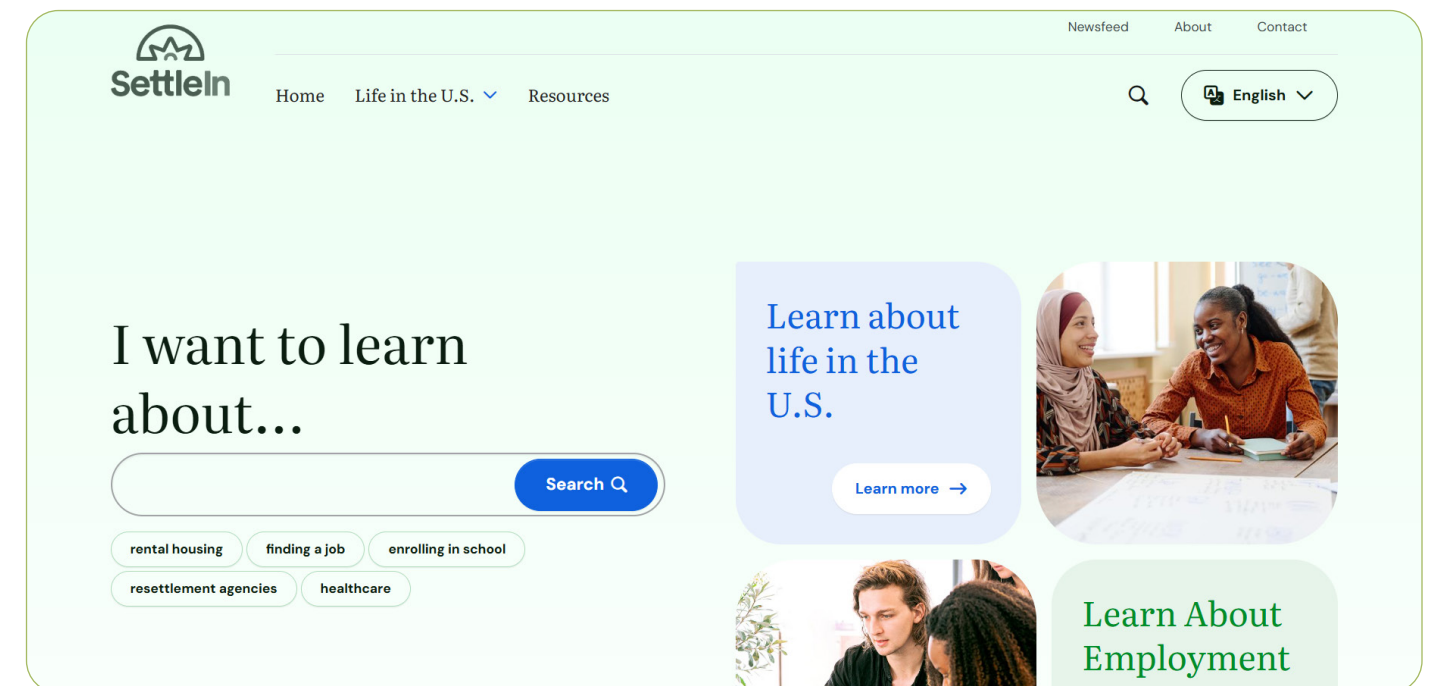 Newsfeed About Contact
SettleIn
Home Life in the U.S. Resources
English
I want to learn
about...
Search
rental housing finding a job enrolling in school
resettlement agencies healthcare
Learn about
life in the
U.S.
Learn more
Learn About
Employment